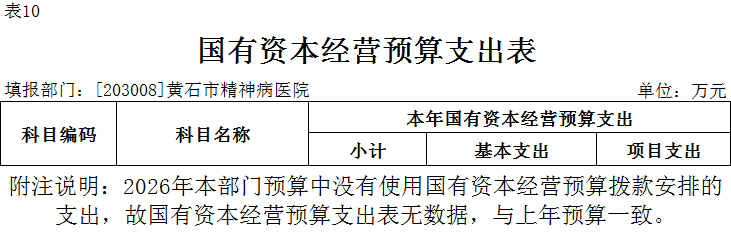 表10
国有资本经营预算支出表
填报部门：[203008]黄石市精神病医院 单位：万元
科目编码 科目名称 本年国有资本经营预算支出
小计 基本支出 项目支出
附注说明：2026年本部门预算中没有使用国有资本经营预算拨款安排的
支出，故国有资本经营预算支出表无数据，与上年预算一致。